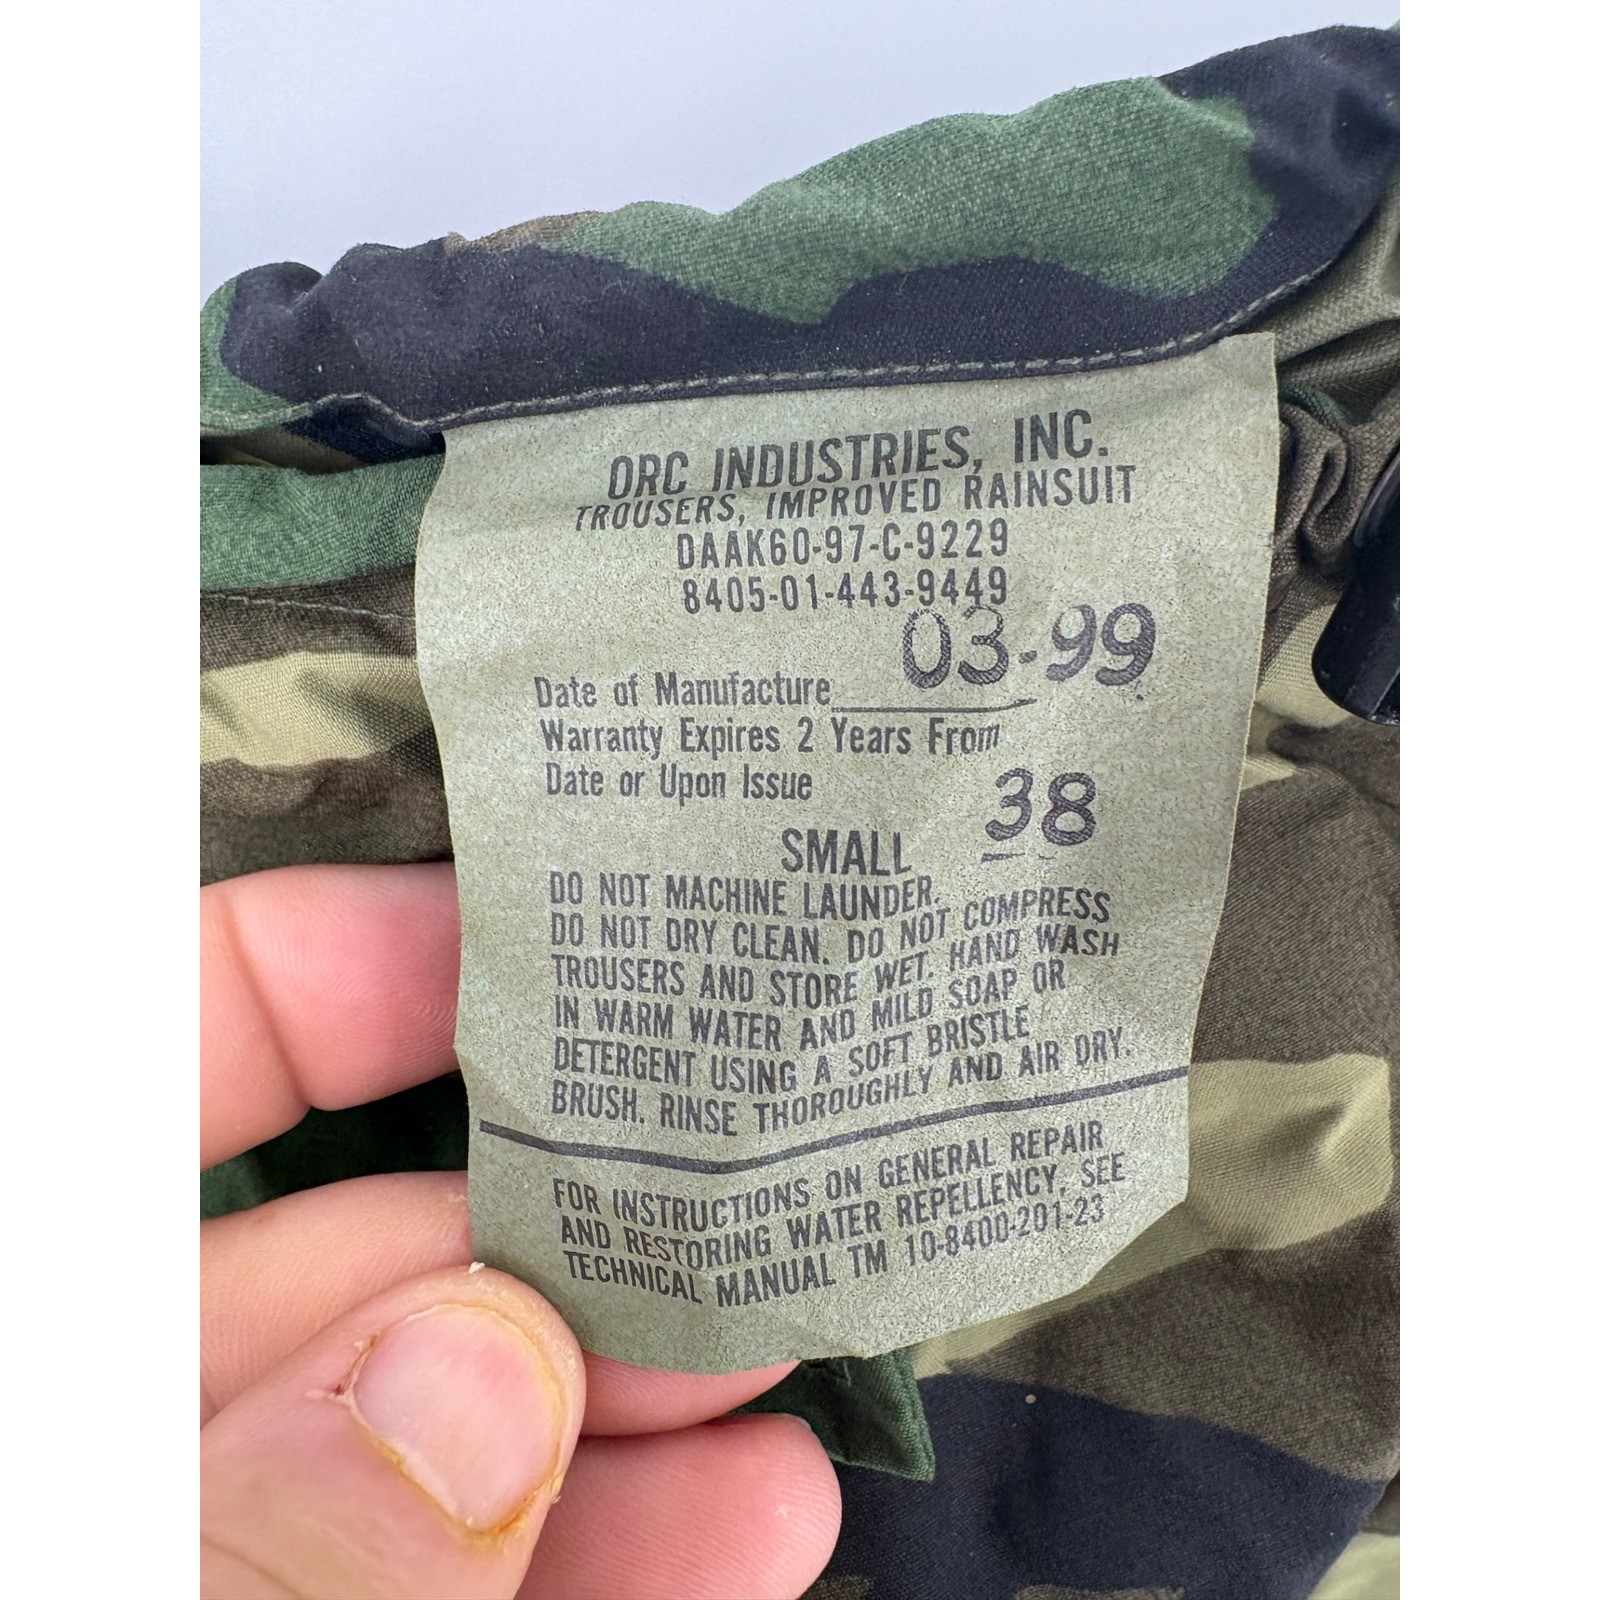 ORC INDUSTRIES, INC.
TROUSERS, IMPROVED RAINSUIT
DAAK60-97-C-9229
8405-01-443-9449
Date of Manufacture 03-99
Warranty Expires 2 Years From
Date or Upon Issue
SMALL 38
DO NOT MACHINE LAUNDER.
DO NOT DRY CLEAN. DO NOT COMPRESS
TROUSERS AND STORE WET. HAND WASH
IN WARM WATER AND MILD SOAP OR
DETERGENT USING A SOFT BRISTLE
BRUSH. RINSE THOROUGHLY AND AIR DRY.
FOR INSTRUCTIONS ON GENERAL REPAIR
AND RESTORING WATER REPELLENCY, SEE
TECHNICAL MANUAL TM 10-8400-201-23